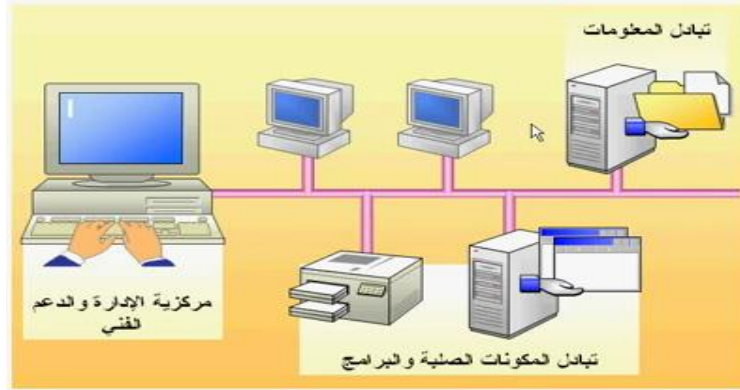 تبادل المعلومات
مركزية الإدارة والدعم
الفني
تبادل المكونات الصلبة والبرامج